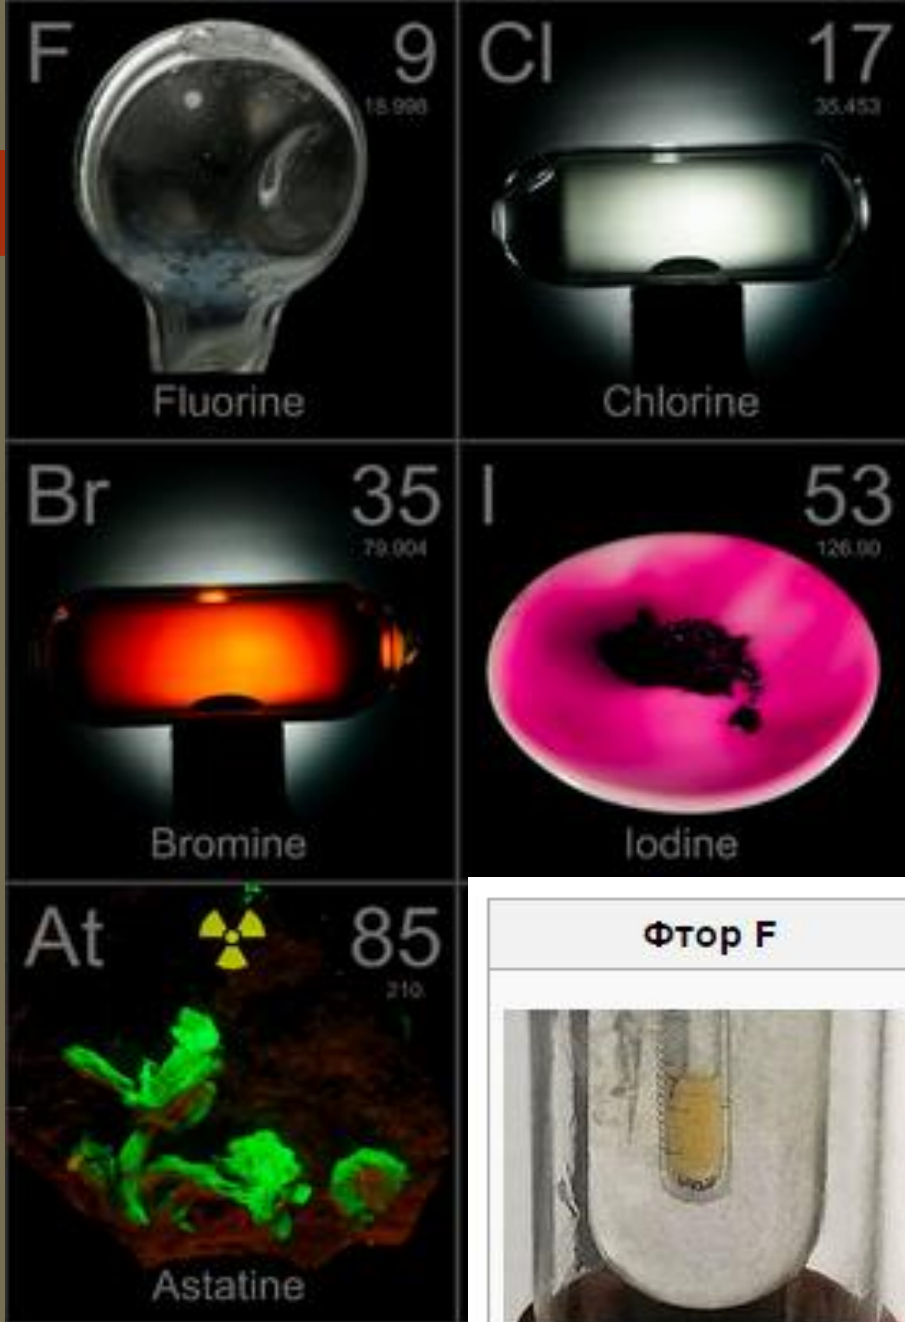 F 9
18.998
Fluorine
Cl 17
35.453
Chlorine
Br 35
79.904
Bromine
I 53
126.90
Iodine
At 85
210.
Astatine
Фтор F